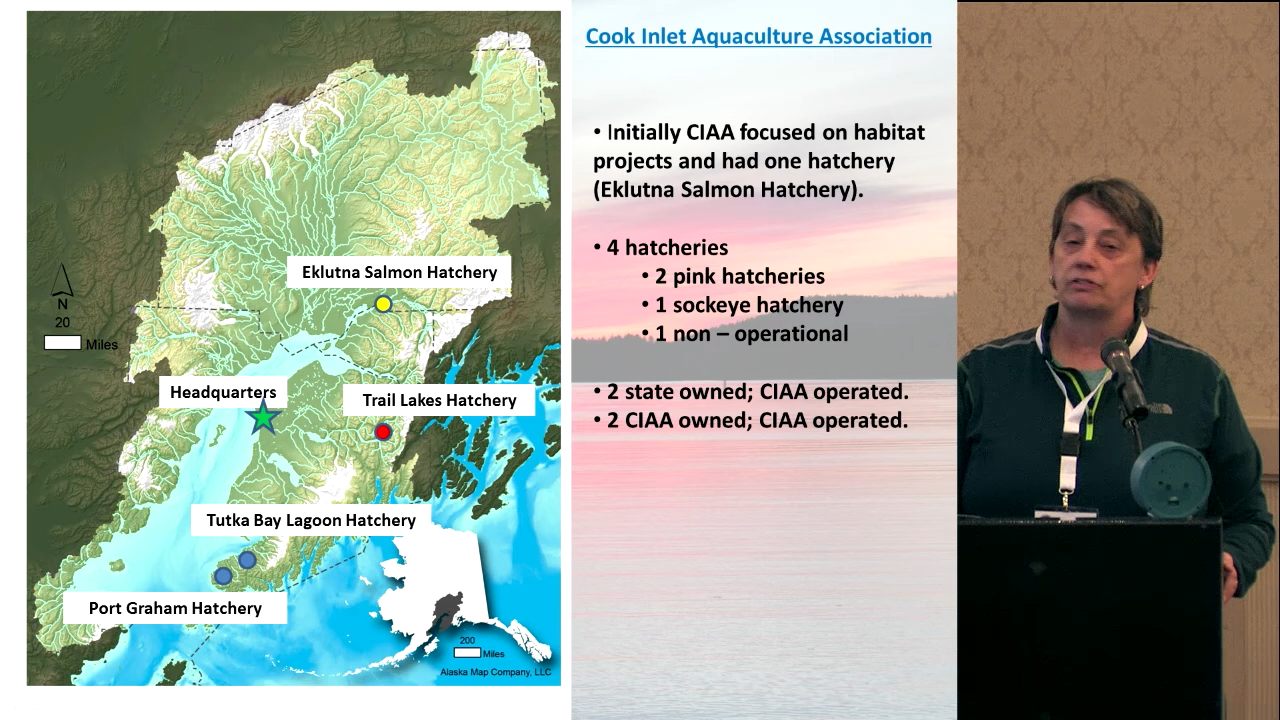 Cook Inlet Aquaculture Association
• Initially CIAA focused on habitat
projects and had one hatchery
(Eklutna Salmon Hatchery).
• 4 hatcheries
• 2 pink hatcheries
• 1 sockeye hatchery
• 1 non – operational
• 2 state owned; CIAA operated.
• 2 CIAA owned; CIAA operated.
Eklutna Salmon Hatchery
N
20
Miles
Headquarters
Trail Lakes Hatchery
Tutka Bay Lagoon Hatchery
Port Graham Hatchery
200
Miles
Alaska Map Company, LLC